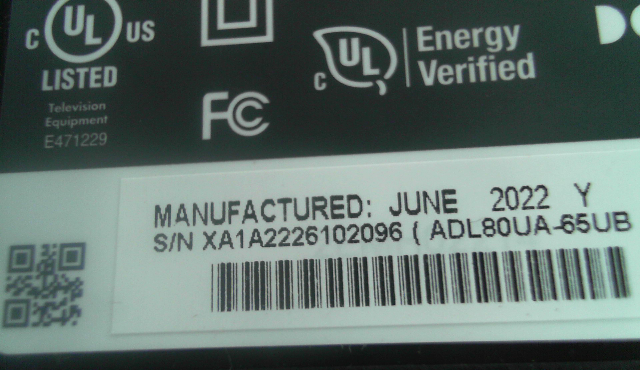 C UL US
LISTED
Television
Equipment
E471229
FC
C UL
Energy
Verified
MANUFACTURED: JUNE 2022 Y
S/N XA1A2226102096 ( ADL80UA-65UB